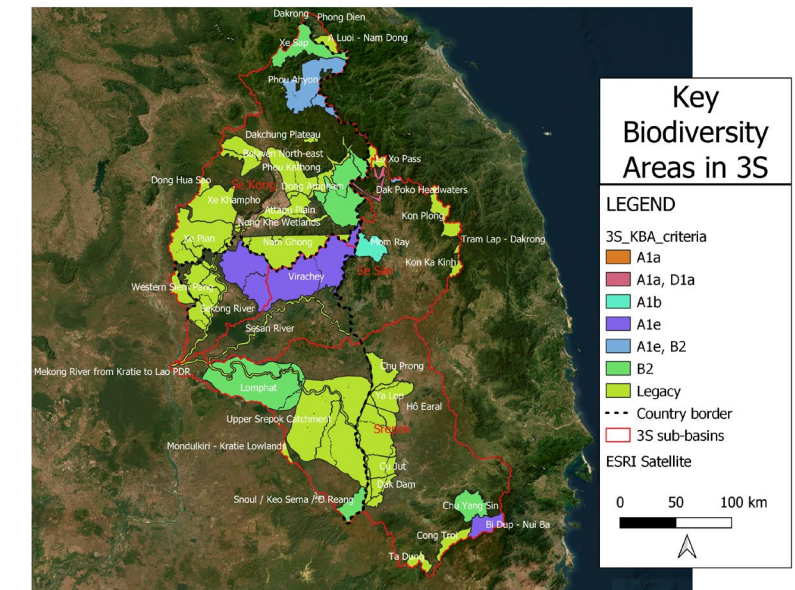 Dakrong
Phong Dien
A Luoi - Nam Dong
Xe Sap
Phou Ahyon
Dakchung Plateau
Bolaven North-east
Phou Kathong
Lo Xo Pass
Dong Hua Sao
Se Kong
Dong Ampham
Dak Poko Headwaters
Xe Khampho
Attapu Plain
Kon Plong
Nong Khe Wetlands
Xe Pian
Nam Ghong
Mom Ray
Tram Lap - Dakrong
Kon Ka Kinh
Se San
Virachey
Western Siem Pang
Sekong River
Sesan River
Mekong River from Kratie to Lao PDR
Chu Prong
Lomphat
Ya Lop
Hô Earal
Upper Srepok Catchment
Srepok
Mondulkiri - Kratie Lowlands
Cu Jut
Dak Dam
Snoul / Keo Sema / O Reang
Chu Yang Sin
Bi Dup - Nui Ba
Cong Troi
Ta Dung
Key
Biodiversity
Areas in 3S
LEGEND
3S_KBA_criteria
A1a
A1a, D1a
A1b
A1e
A1e, B2
B2
Legacy
Country border
3S sub-basins
ESRI Satellite
0 50 100 km